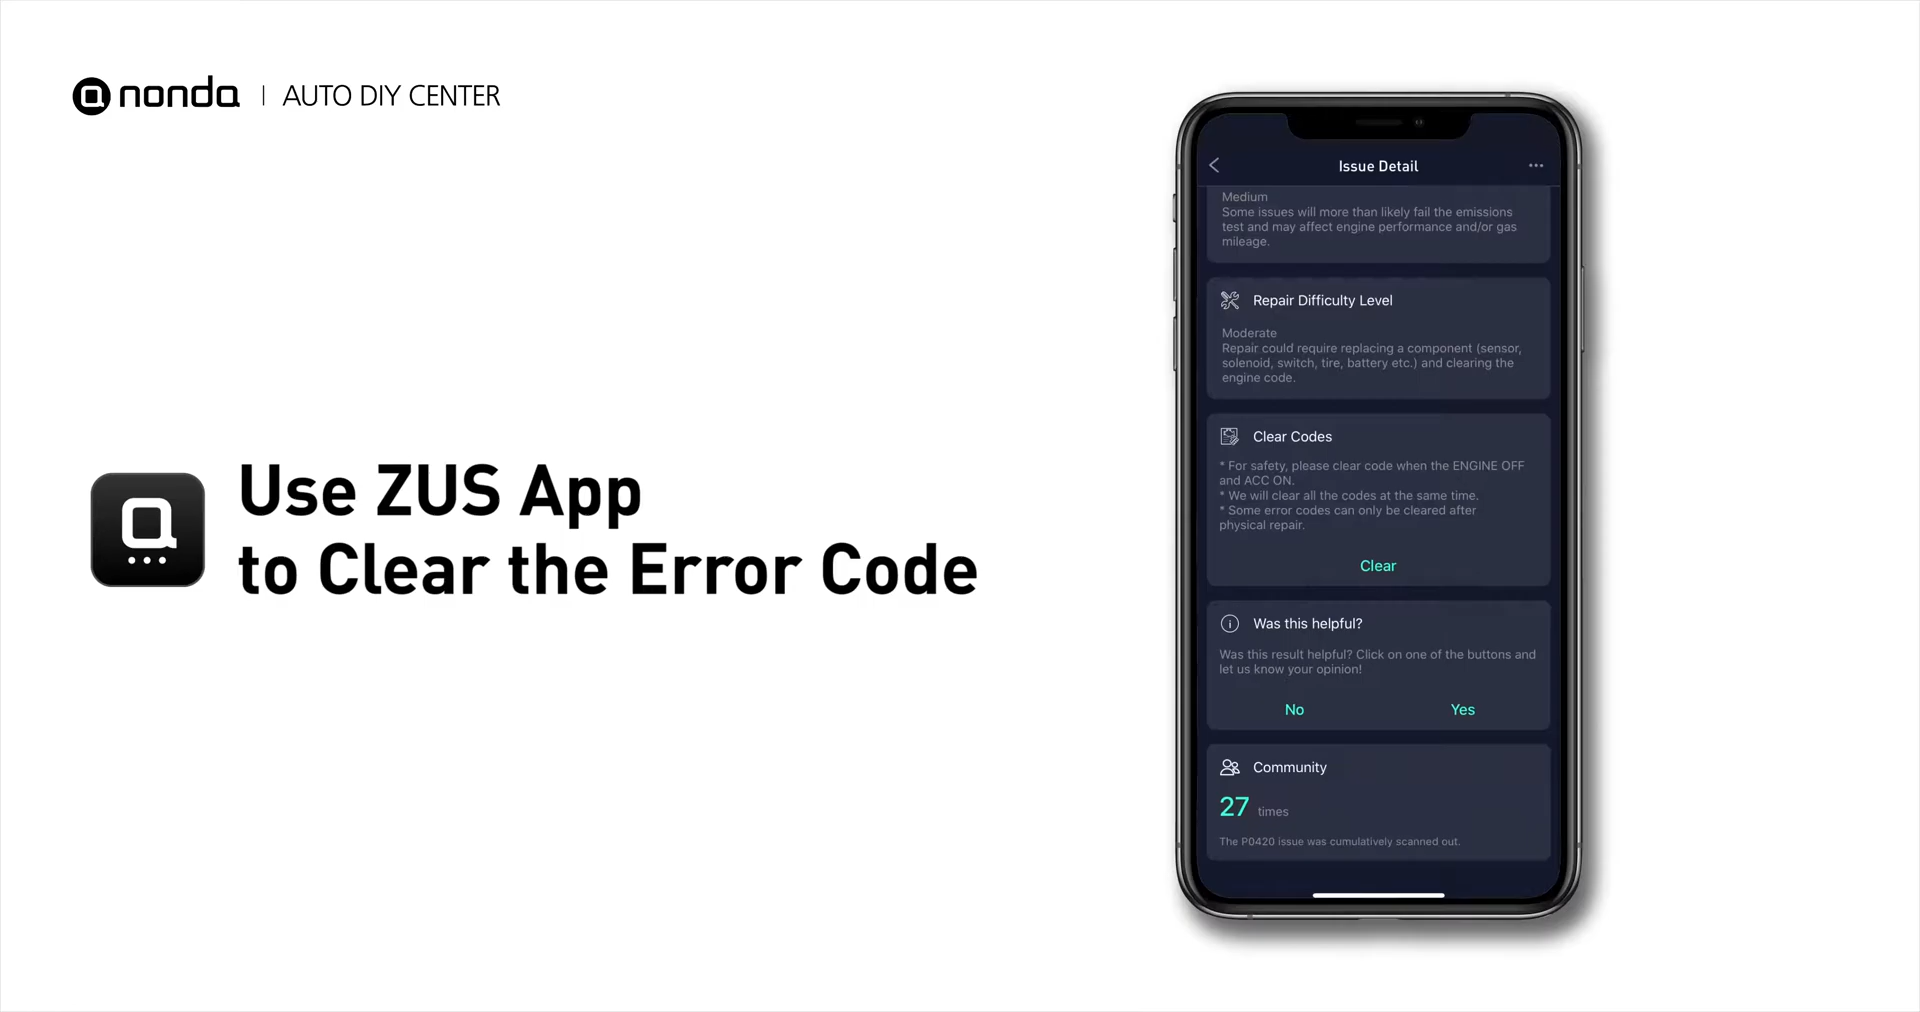 nonda | AUTO DIY CENTER
Use ZUS App
to Clear the Error Code
Issue Detail
Medium
Some issues will more than likely fail the emissions
test and may affect engine performance and/or gas
mileage.
Repair Difficulty Level
Moderate
Repair could require replacing a component (sensor,
solenoid, switch, tire, battery etc.) and clearing the
engine code.
Clear Codes
* For safety, please clear code when the ENGINE OFF
and ACC ON.
* We will clear all the codes at the same time.
* Some error codes can only be cleared after
physical repair.
Clear
Was this helpful?
Was this result helpful? Click on one of the buttons and
let us know your opinion!
No Yes
Community
27 times
The P0420 issue was cumulatively scanned out.